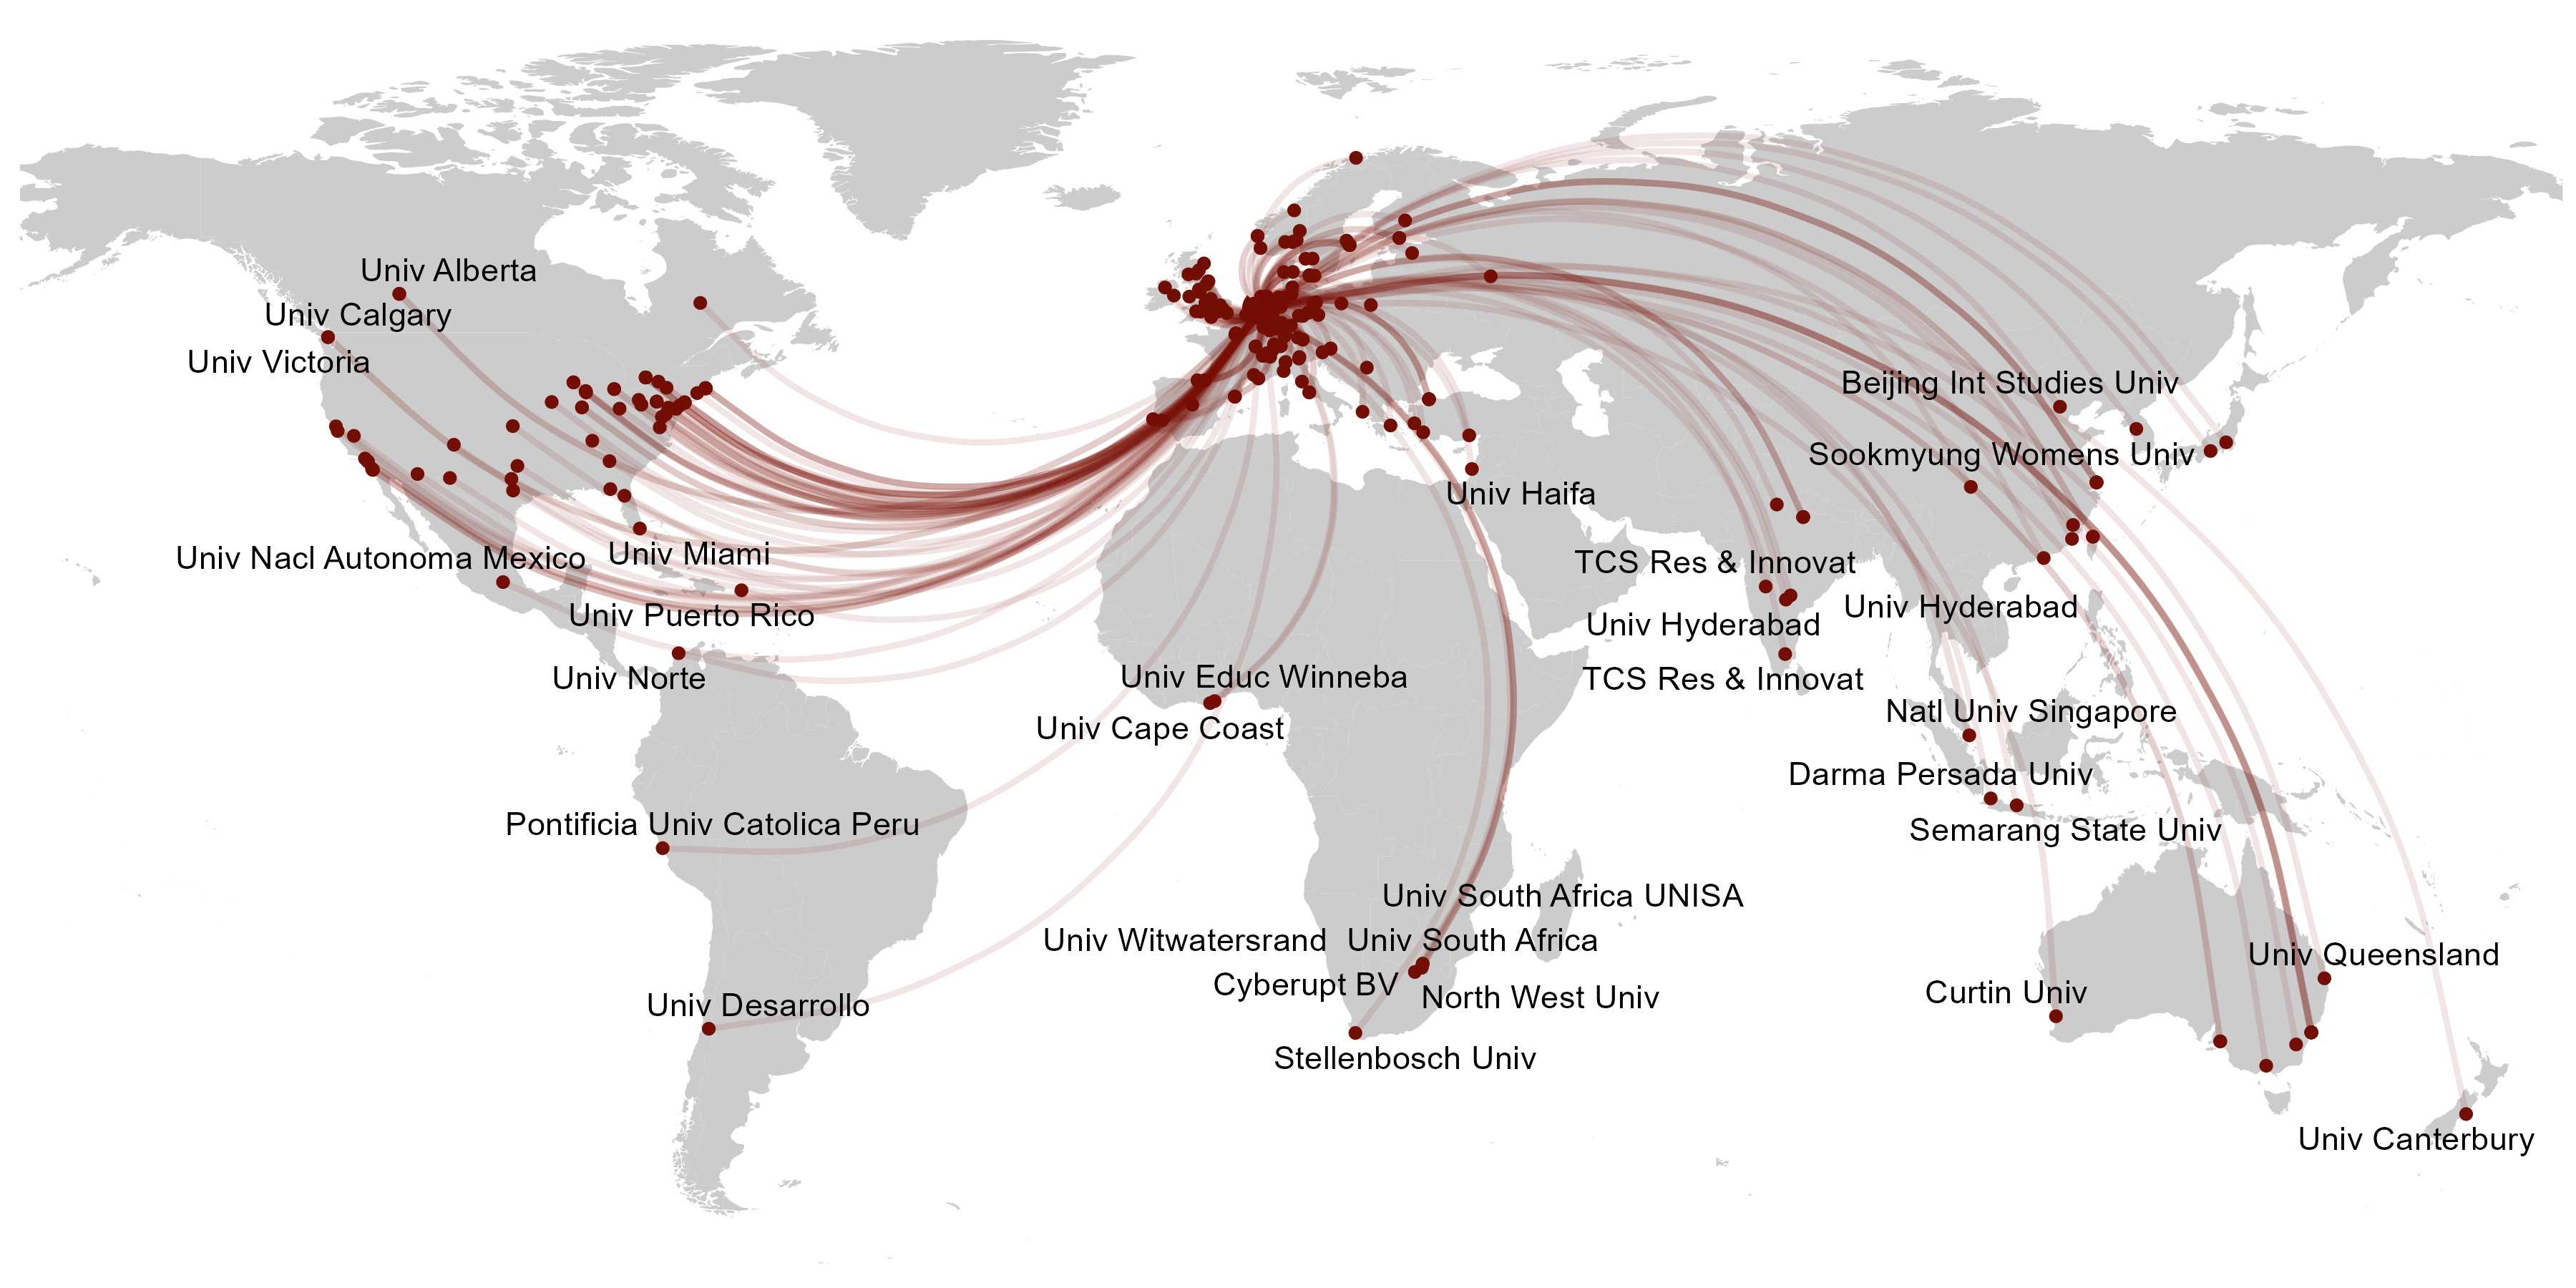 Univ Alberta
Univ Calgary
Univ Victoria
Beijing Int Studies Univ
Sookmyung Womens Univ
Univ Haifa
Univ Nacl Autonoma Mexico
Univ Miami
TCS Res & Innovat
Univ Puerto Rico
Univ Hyderabad
Univ Hyderabad
Univ Norte
Univ Educ Winneba
TCS Res & Innovat
Univ Cape Coast
Natl Univ Singapore
Darma Persada Univ
Pontificia Univ Catolica Peru
Semarang State Univ
Univ South Africa UNISA
Univ Witwatersrand
Univ South Africa
Univ Queensland
Cyberupt BV
North West Univ
Curtin Univ
Univ Desarrollo
Stellenbosch Univ
Univ Canterbury